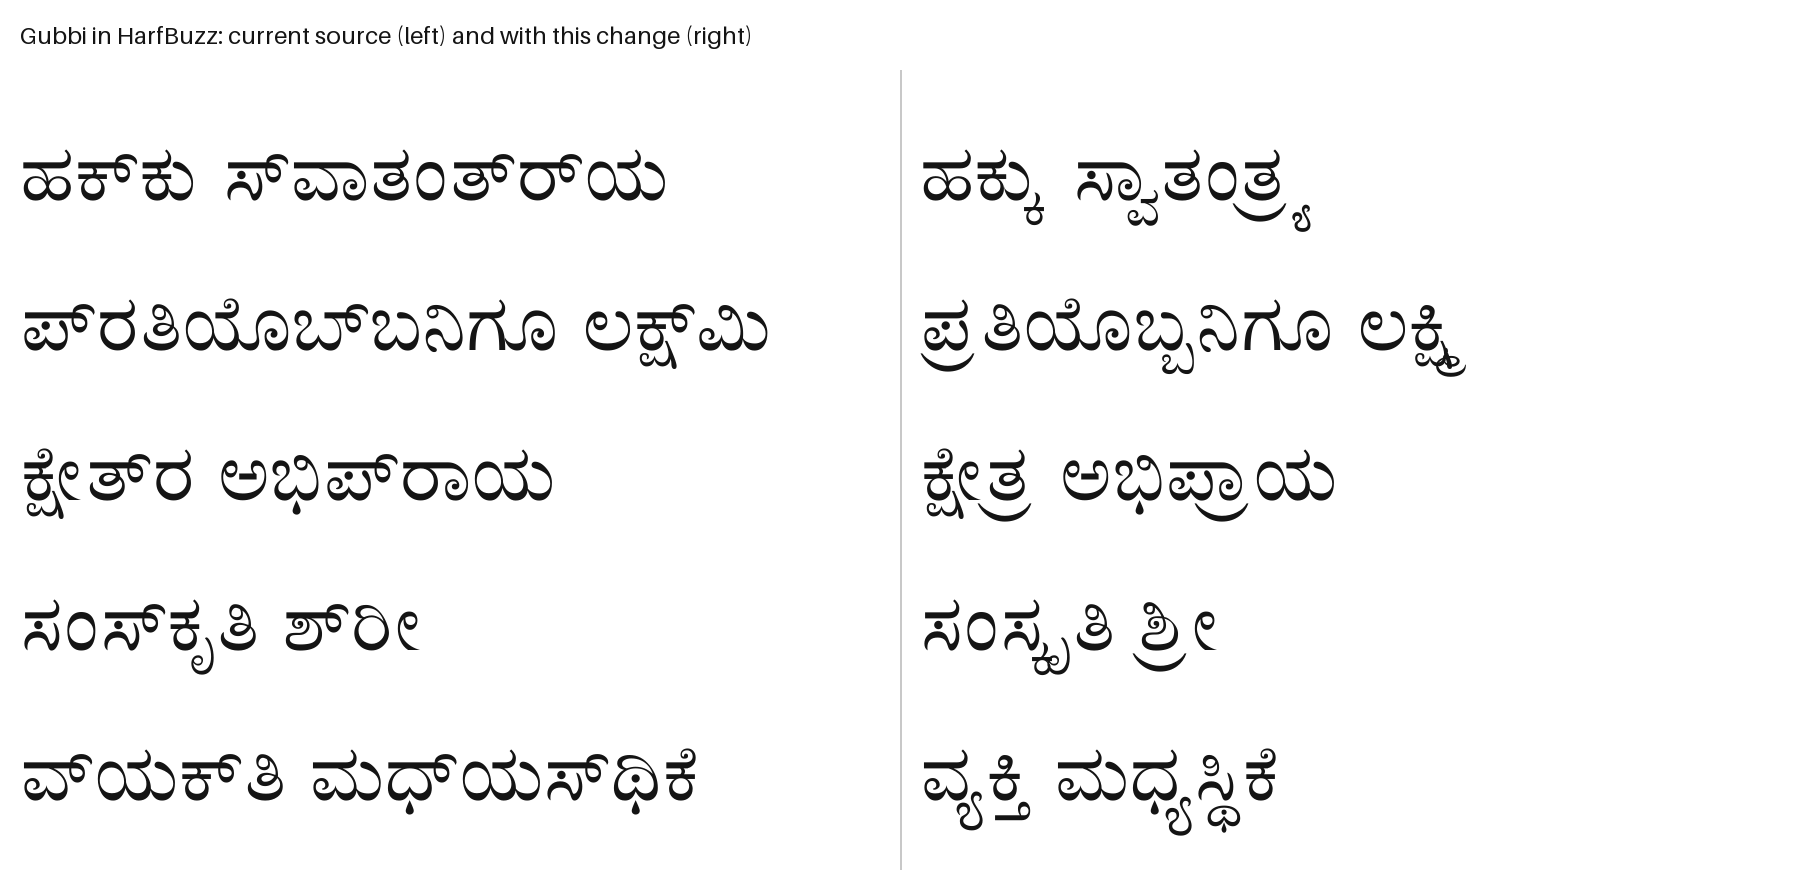 Gubbi in HarfBuzz: current source (left) and with this change (right)
ಹಕ್‌ಕು ಸ್‌ವಾತಂತ್‌ರ್‌ಯ
ಪ್‌ರತಿಯೊಬ್‌ಬನಿಗೂ ಲಕ್ಷ್‌ಮಿ
ಕ್ಷೇತ್‌ರ ಅಭಿಪ್‌ರಾಯ
ಸಂಸ್‌ಕೃತಿ ಶ್‌ರೀ
ವ್‌ಯಕ್‌ತಿ ಮಧ್‌ಯಸ್‌ಥಿಕೆ
ಹಕ್ಕು ಸ್ವಾತಂತ್ರ್ಯ
ಪ್ರತಿಯೊಬ್ಬನಿಗೂ ಲಕ್ಷ್ಮಿ
ಕ್ಷೇತ್ರ ಅಭಿಪ್ರಾಯ
ಸಂಸ್ಕೃತಿ ಶ್ರೀ
ವ್ಯಕ್ತಿ ಮಧ್ಯಸ್ಥಿಕೆ